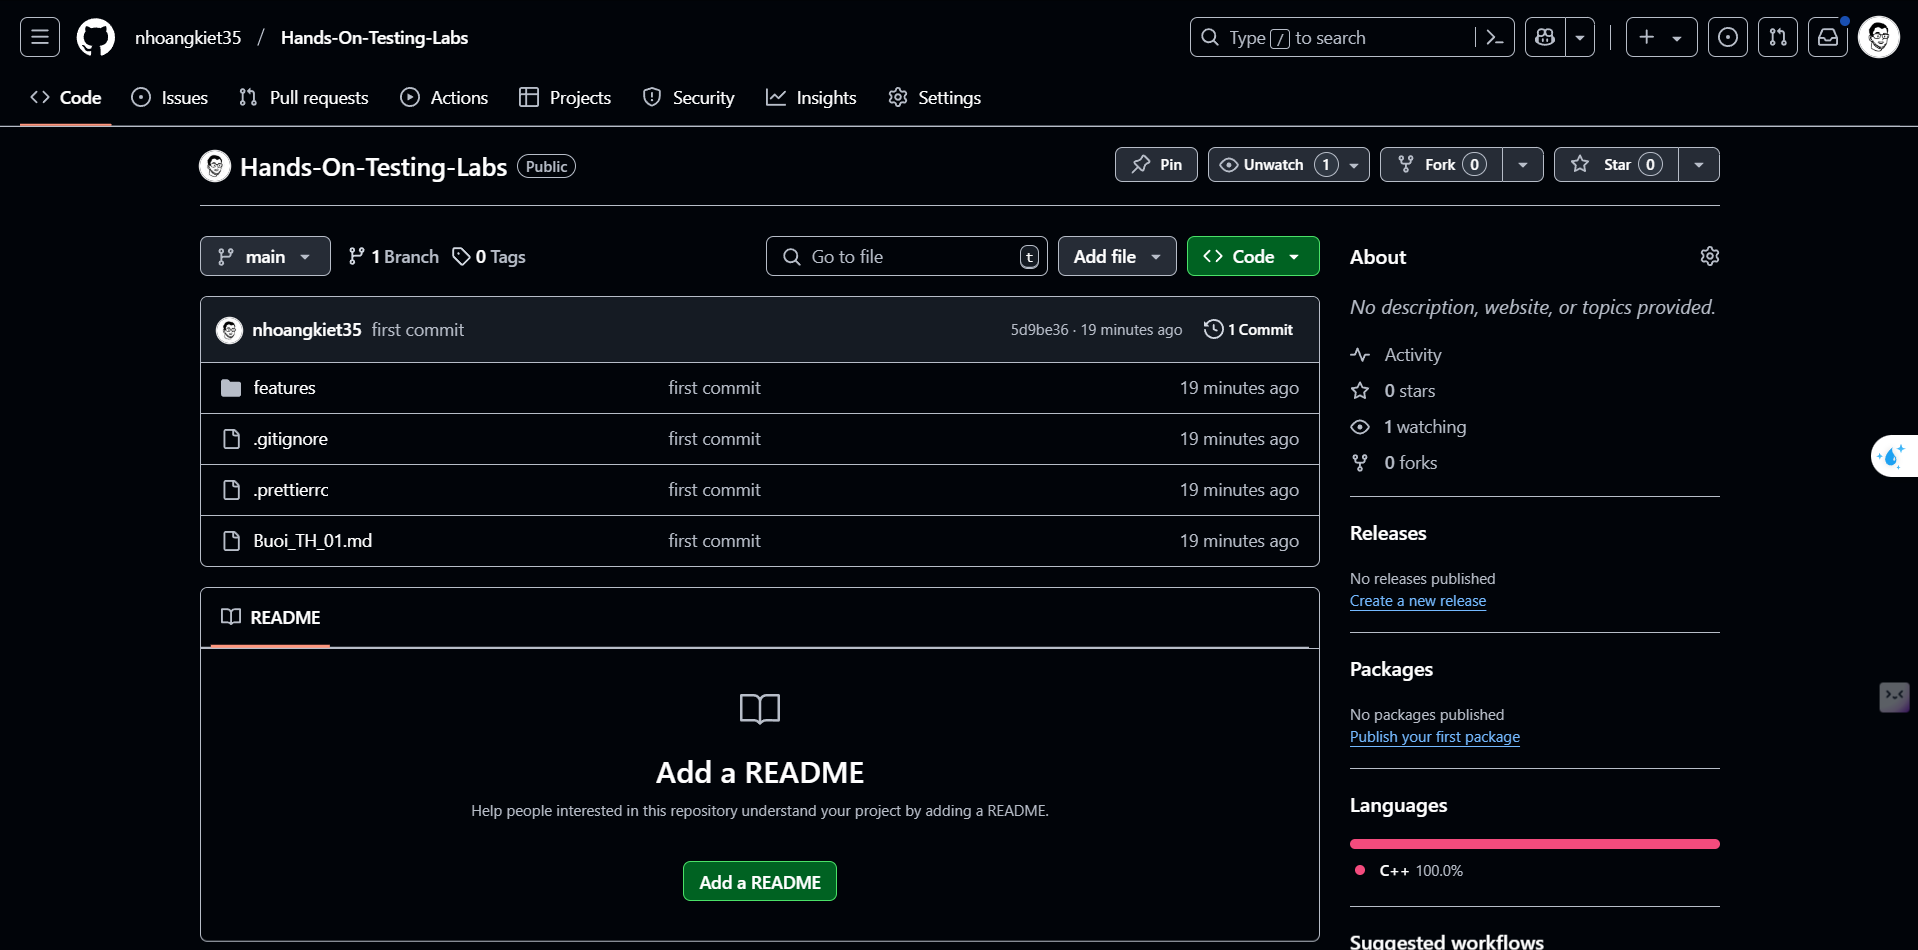 nhoangkiet35 / Hands-On-Testing-Labs
Type / to search
Code Issues Pull requests Actions Projects Security Insights Settings
Hands-On-Testing-Labs Public
Pin Unwatch 1 Fork 0 Star 0
main 1 Branch 0 Tags
Go to file t Add file Code
nhoangkiet35 first commit 5d9be36 · 19 minutes ago 1 Commit
features first commit 19 minutes ago
.gitignore first commit 19 minutes ago
.prettierrc first commit 19 minutes ago
Buoi_TH_01.md first commit 19 minutes ago
README
Add a README
Help people interested in this repository understand your project by adding a README.
Add a README
About
No description, website, or topics provided.
Activity
0 stars
1 watching
0 forks
Releases
No releases published
Create a new release
Packages
No packages published
Publish your first package
Languages
C++ 100.0%
Suggested workflows